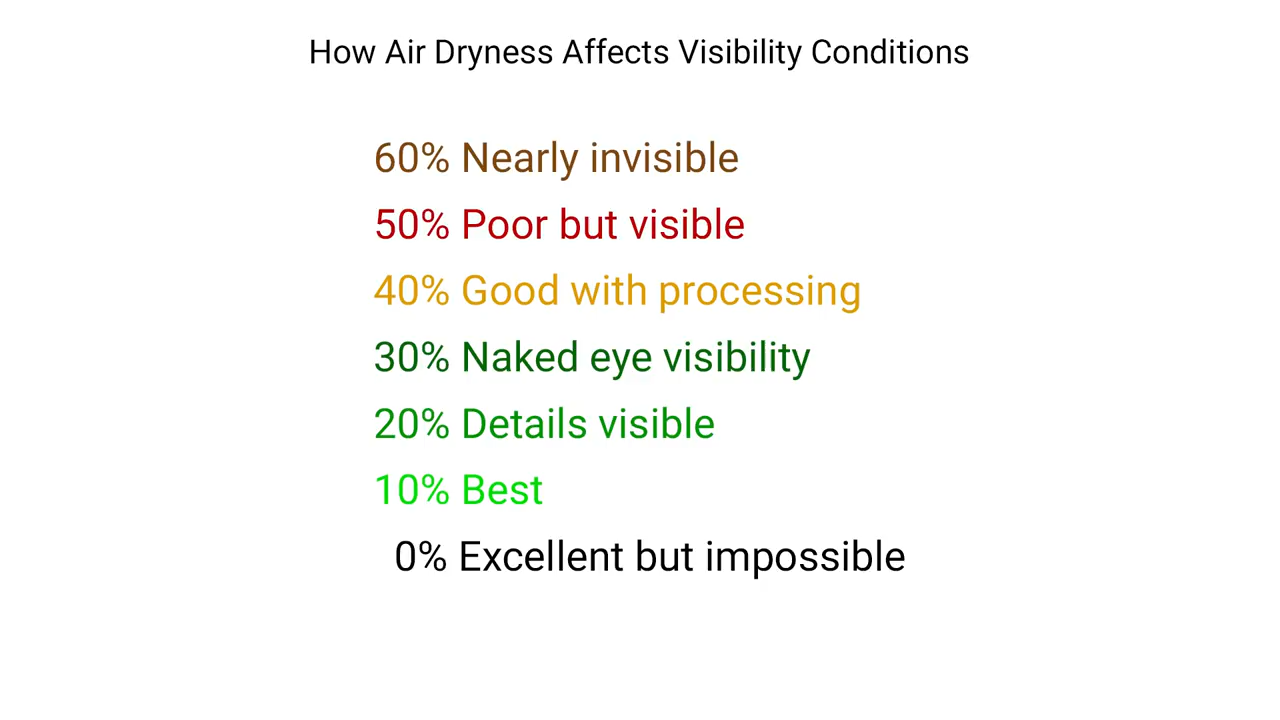 How Air Dryness Affects Visibility Conditions
60% Nearly invisible
50% Poor but visible
40% Good with processing
30% Naked eye visibility
20% Details visible
10% Best
0% Excellent but impossible